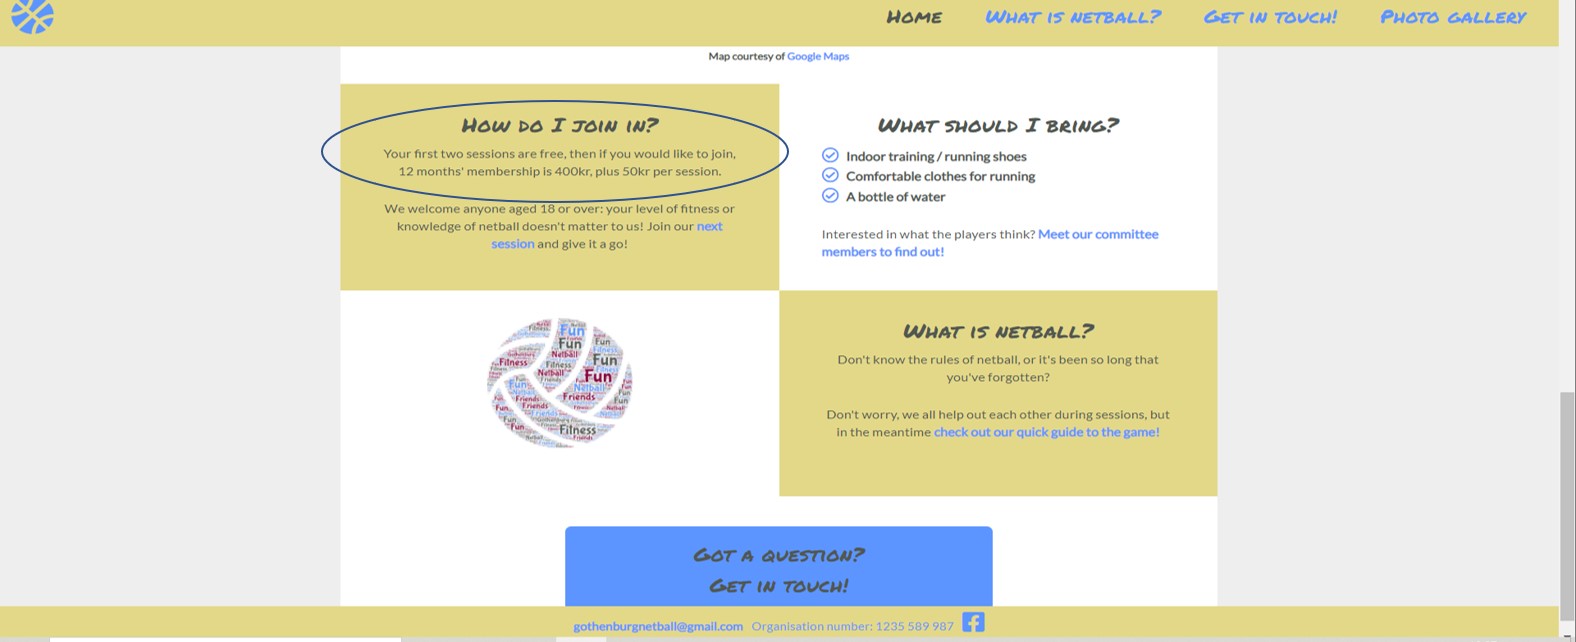 Home What is netball? Get in touch! Photo gallery
Map courtesy of Google Maps
How do I join in?
Your first two sessions are free, then if you would like to join,
12 months' membership is 400kr, plus 50kr per session.
We welcome anyone aged 18 or over: your level of fitness or
knowledge of netball doesn't matter to us! Join our next
session and give it a go!
What should I bring?
Indoor training / running shoes
Comfortable clothes for running
A bottle of water
Interested in what the players think? Meet our committee
members to find out!
Fun
Fun
Fun
Netball
Fitness
Fitness
Fun
Fitness
Netball
Fun
Fun
Netball
Friends
Friends
Fun
Fitness
What is netball?
Don't know the rules of netball, or it's been so long that
you've forgotten?
Don't worry, we all help out each other during sessions, but
in the meantime check out our quick guide to the game!
Got a question?
Get in touch!
gothenburgnetball@gmail.com Organisation number: 1235 589 987